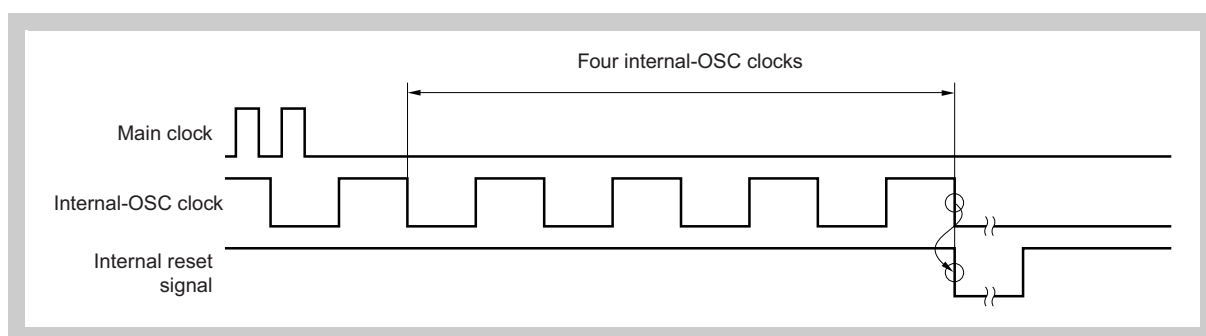 Four internal-OSC clocks
Main clock
Internal-OSC clock
Internal reset
signal